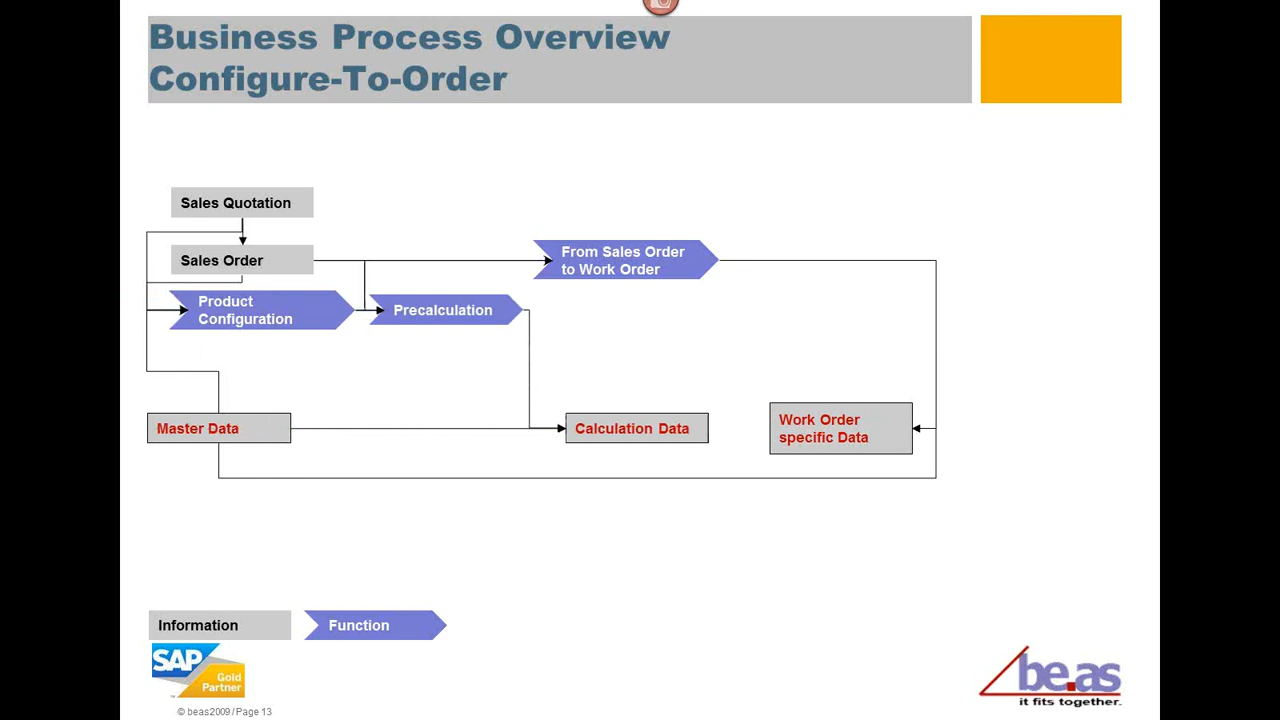 Business Process Overview
Configure-To-Order
Sales Quotation
Sales Order
From Sales Order
to Work Order
Product
Configuration
Precalculation
Master Data
Calculation Data
Work Order
specific Data
Information
Function
SAP
Gold
Partner
™
be.as
it fits together.
© beas2009 / Page 13